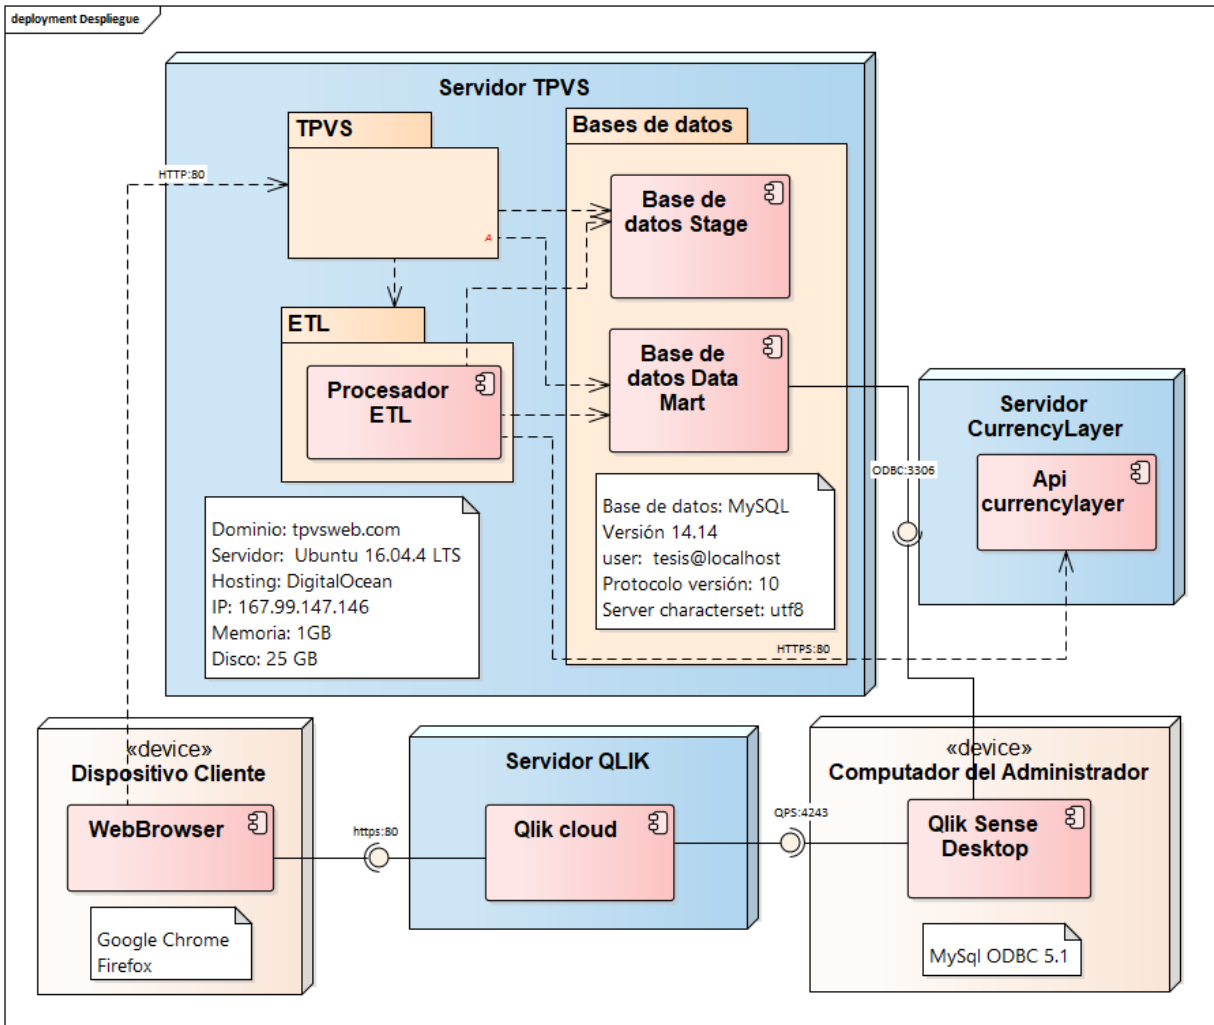 deployment Despliegue
Servidor TPVS
TPVS
Bases de datos
HTTP:80
Base de
datos Stage
A
ETL
Procesador
ETL
Base de
datos Data
Mart
Servidor
CurrencyLayer
Api
currencylayer
ODBC:3306
Dominio: tpvsweb.com
Servidor:  Ubuntu 16.04.4 LTS
Hosting: DigitalOcean
IP: 167.99.147.146
Memoria: 1GB
Disco: 25 GB
Base de datos: MySQL
Versión 14.14
user:  tesis@localhost
Protocolo versión: 10
Server characterset: utf8
HTTPS:80
«device»
Dispositivo Cliente
WebBrowser
Google Chrome
Firefox
https:80
Servidor QLIK
Qlik cloud
QPS:4243
«device»
Computador del Administrador
Qlik Sense
Desktop
MySql ODBC 5.1